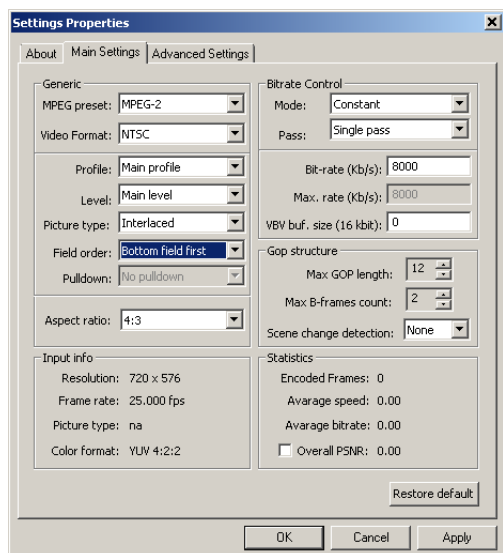 Settings Properties
About Main Settings Advanced Settings
Generic
MPEG preset: MPEG-2
Video Format: NTSC
Profile: Main profile
Level: Main level
Picture type: Interlaced
Field order: Bottom field first
Pulldown: No pulldown
Aspect ratio: 4:3
Input info
Resolution: 720 x 576
Frame rate: 25.000 fps
Picture type: na
Color format: YUV 4:2:2
Bitrate Control
Mode: Constant
Pass: Single pass
Bit-rate (Kb/s): 8000
Max. rate (Kb/s): 8000
VBV buf. size (16 kbit): 0
Gop structure
Max GOP length: 12
Max B-frames count: 2
Scene change detection: None
Statistics
Encoded Frames: 0
Avarage speed: 0.00
Avarage bitrate: 0.00
Overall PSNR: 0.00
Restore default
OK Cancel Apply